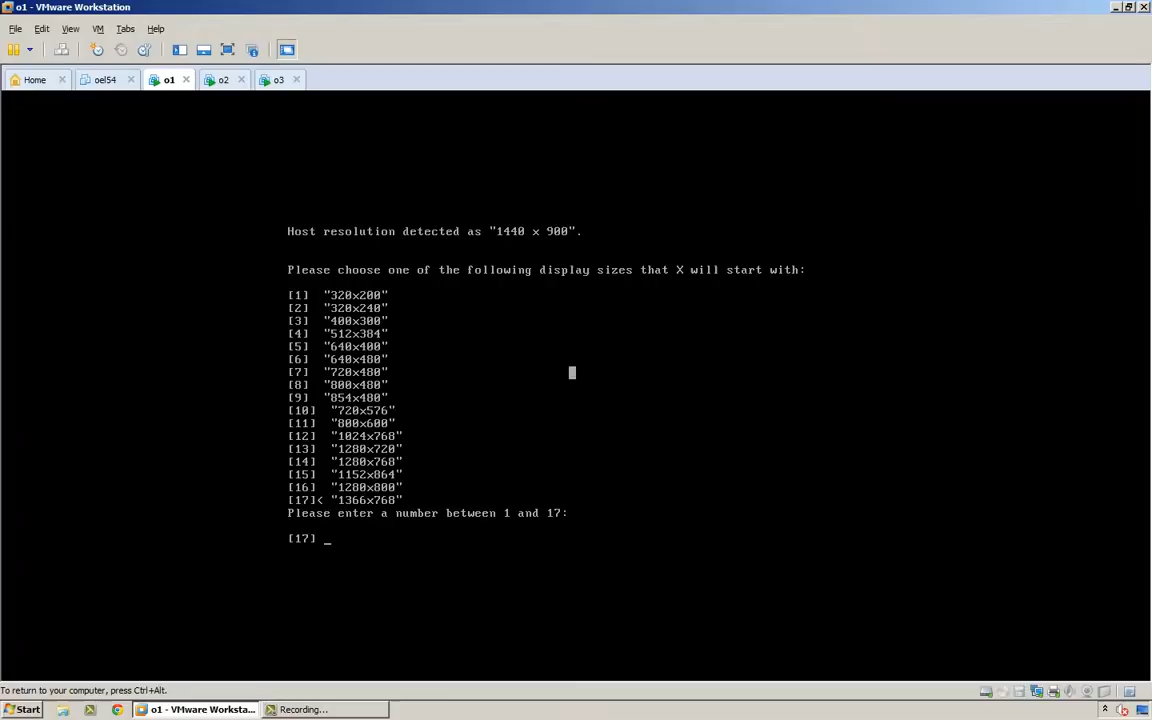 o1 - VMware Workstation
File Edit View VM Tabs Help
Home oel54 o1 o2 o3
Host resolution detected as "1440 x 900".
Please choose one of the following display sizes that X will start with:
[1] "320x200"
[2] "320x240"
[3] "400x300"
[4] "512x384"
[5] "640x400"
[6] "640x480"
[7] "720x480"
[8] "800x480"
[9] "854x480"
[10] "720x576"
[11] "800x600"
[12] "1024x768"
[13] "1280x720"
[14] "1280x768"
[15] "1152x864"
[16] "1280x800"
[17]< "1366x768"
Please enter a number between 1 and 17:
[17] _
To return to your computer, press Ctrl+Alt.
Start o1 - VMware Worksta... Recording...